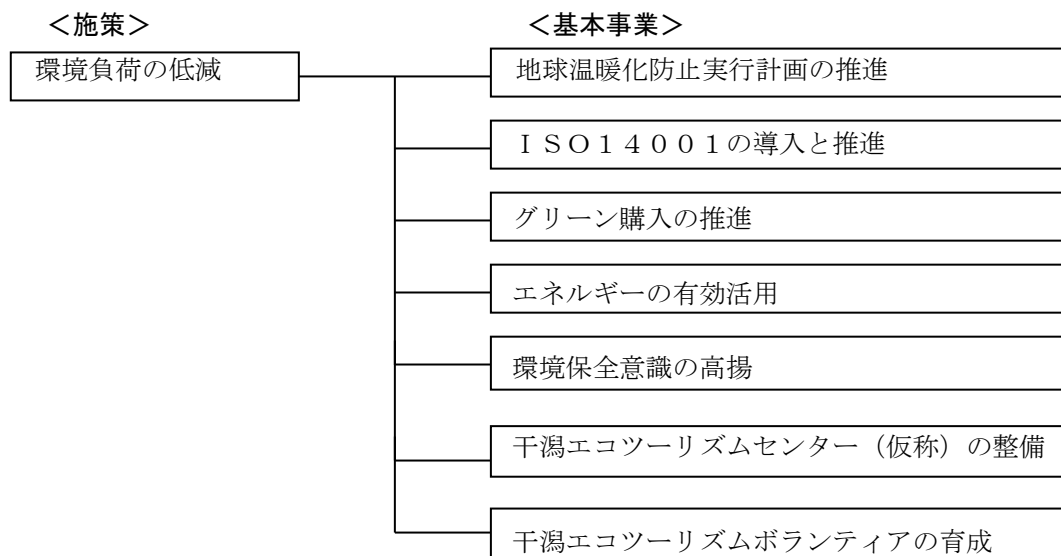 ＜施策＞
＜基本事業＞
環境負荷の低減
地球温暖化防止実行計画の推進
ＩＳＯ１４００１の導入と推進
グリーン購入の推進
エネルギーの有効活用
環境保全意識の高揚
干潟エコツーリズムセンター（仮称）の整備
干潟エコツーリズムボランティアの育成